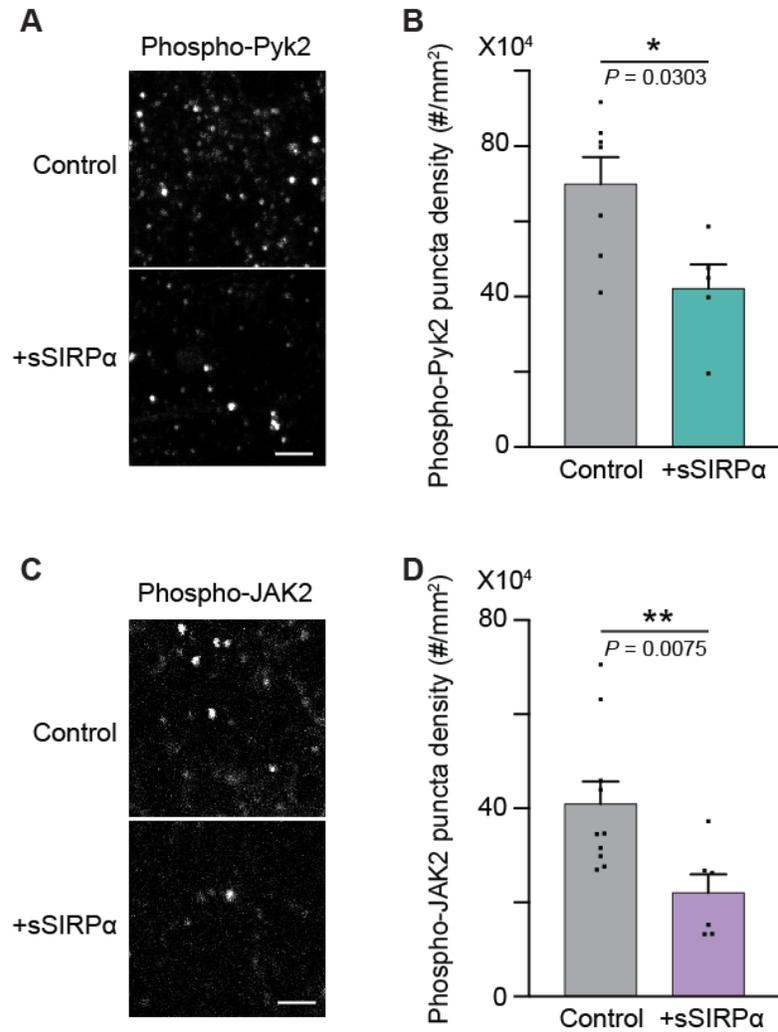 A
Phospho-Pyk2
Control
+sSIRPα
B
X10⁴
*
P = 0.0303
Phospho-Pyk2 puncta density (#/mm²)
80
40
0
Control +sSIRPα
C
Phospho-JAK2
Control
+sSIRPα
D
X10⁴
**
P = 0.0075
Phospho-JAK2 puncta density (#/mm²)
80
40
0
Control +sSIRPα